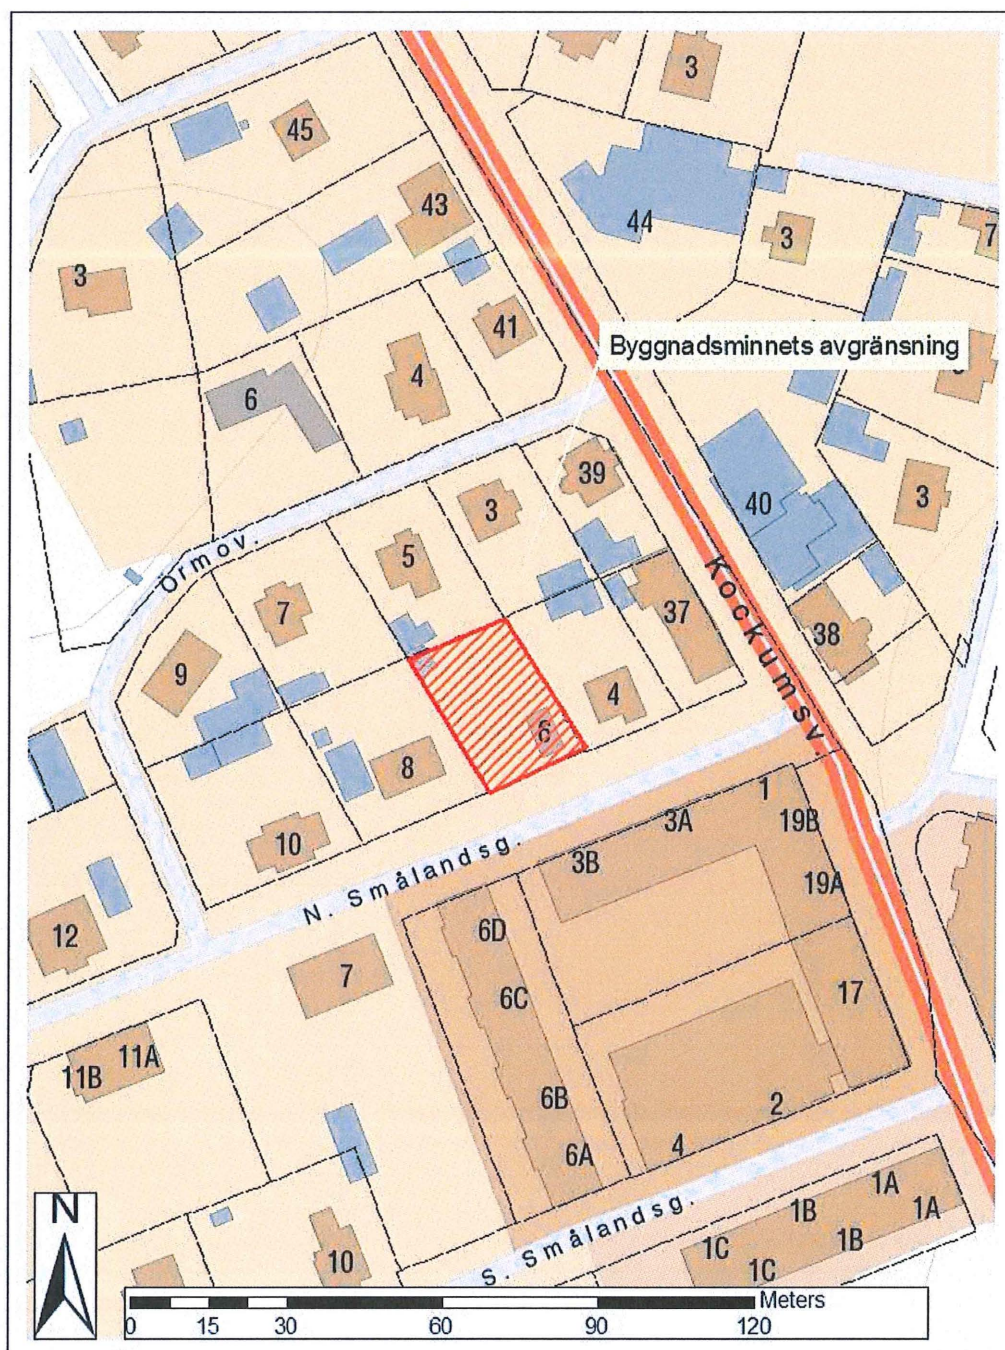 3
45
43
44
3
7
3
41
Byggnadsminnets avgränsning
4
6
39
3
40
3
5
Ormov.
7
37
Kockumsv.
38
9
4
6
8
1
3A
19B
10
3B
N. Smålandsg.
19A
12
6D
7
6C
17
11A
11B
6B
2
6A
4
1A
1B
1A
N
1C
1B
10
S. Smålandsg.
1C
Meters
0 15 30 60 90 120